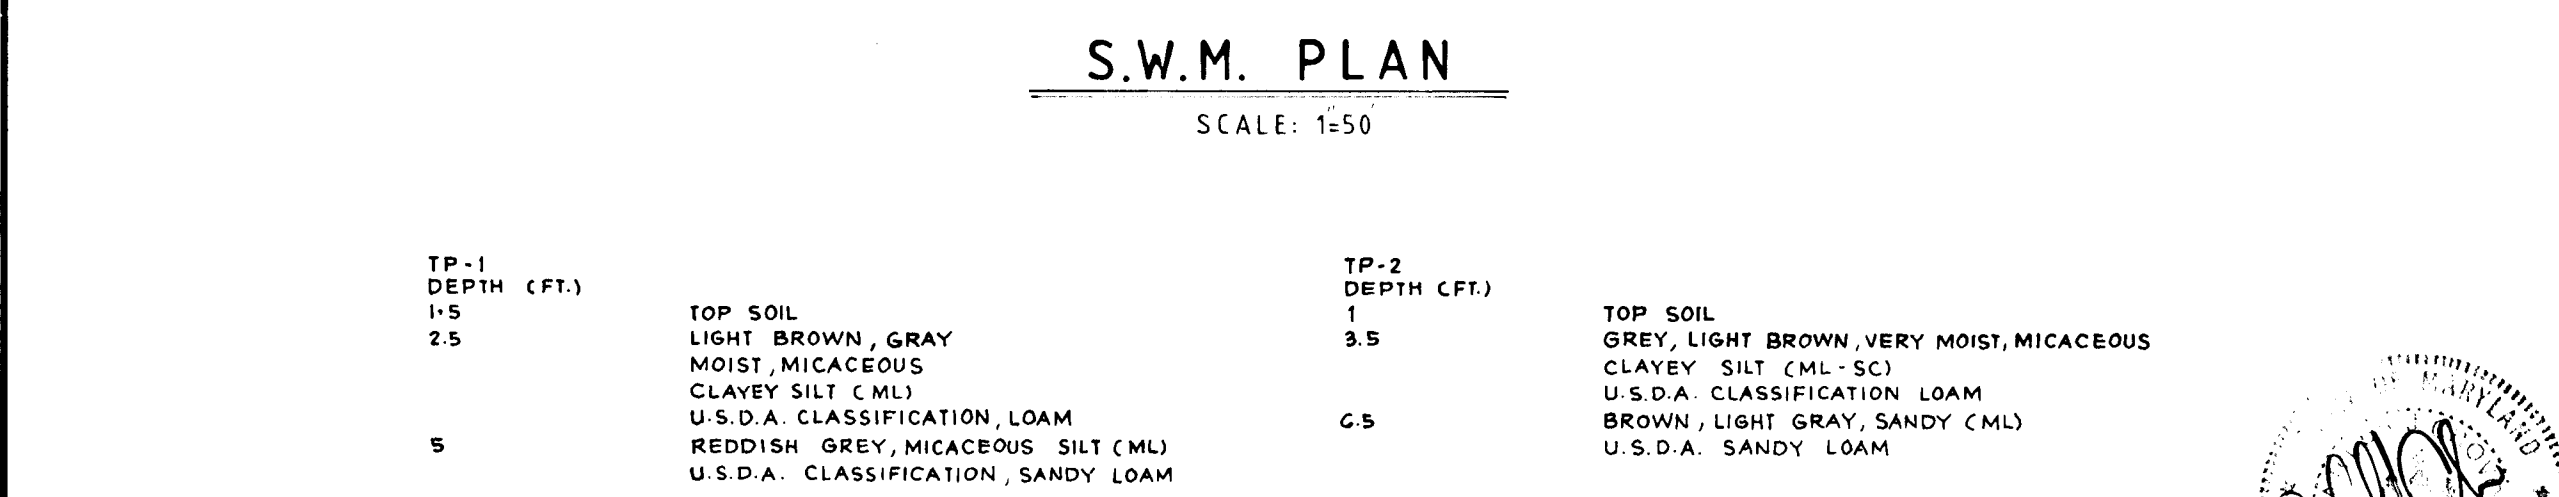 S.W.M. PLAN
SCALE: 1"=50'
TP-1
DEPTH (FT.)
1.5 TOP SOIL
2.5 LIGHT BROWN, GRAY
MOIST, MICACEOUS
CLAYEY SILT (ML)
U.S.D.A. CLASSIFICATION, LOAM
5 REDDISH GREY, MICACEOUS SILT (ML)
U.S.D.A. CLASSIFICATION, SANDY LOAM
TP-2
DEPTH (FT.)
1 TOP SOIL
3.5 GREY, LIGHT BROWN, VERY MOIST, MICACEOUS
CLAYEY SILT (ML-SC)
U.S.D.A. CLASSIFICATION LOAM
6.5 BROWN, LIGHT GRAY, SANDY (ML)
U.S.D.A. SANDY LOAM
OF MARYLAND